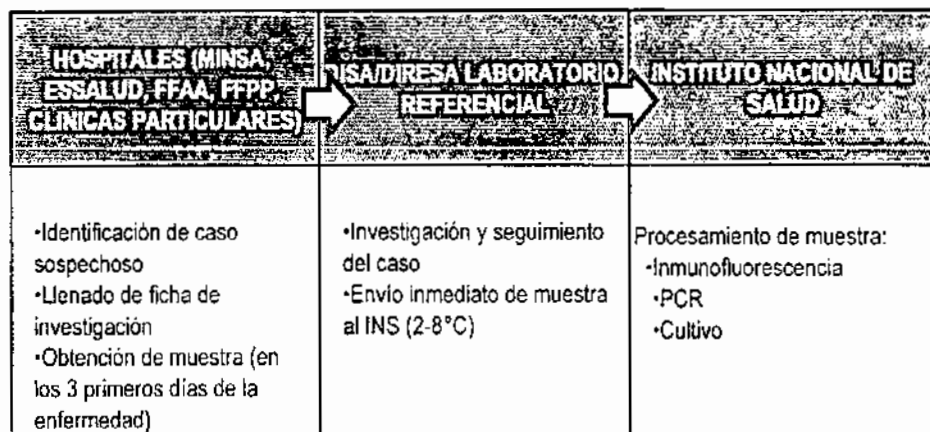 HOSPITALES (MINSA,
ESSALUD, FFAA, FFPP,
CLINICAS PARTICULARES)
DISA/DIRESA LABORATORIO
REFERENCIAL
INSTITUTO NACIONAL DE
SALUD
•Identificación de caso
sospechoso
•Llenado de ficha de
investigación
•Obtención de muestra (en
los 3 primeros días de la
enfermedad)
•Investigación y seguimiento
del caso
•Envío inmediato de muestra
al INS (2-8°C)
Procesamiento de muestra:
•Inmunofluorescencia
•PCR
•Cultivo